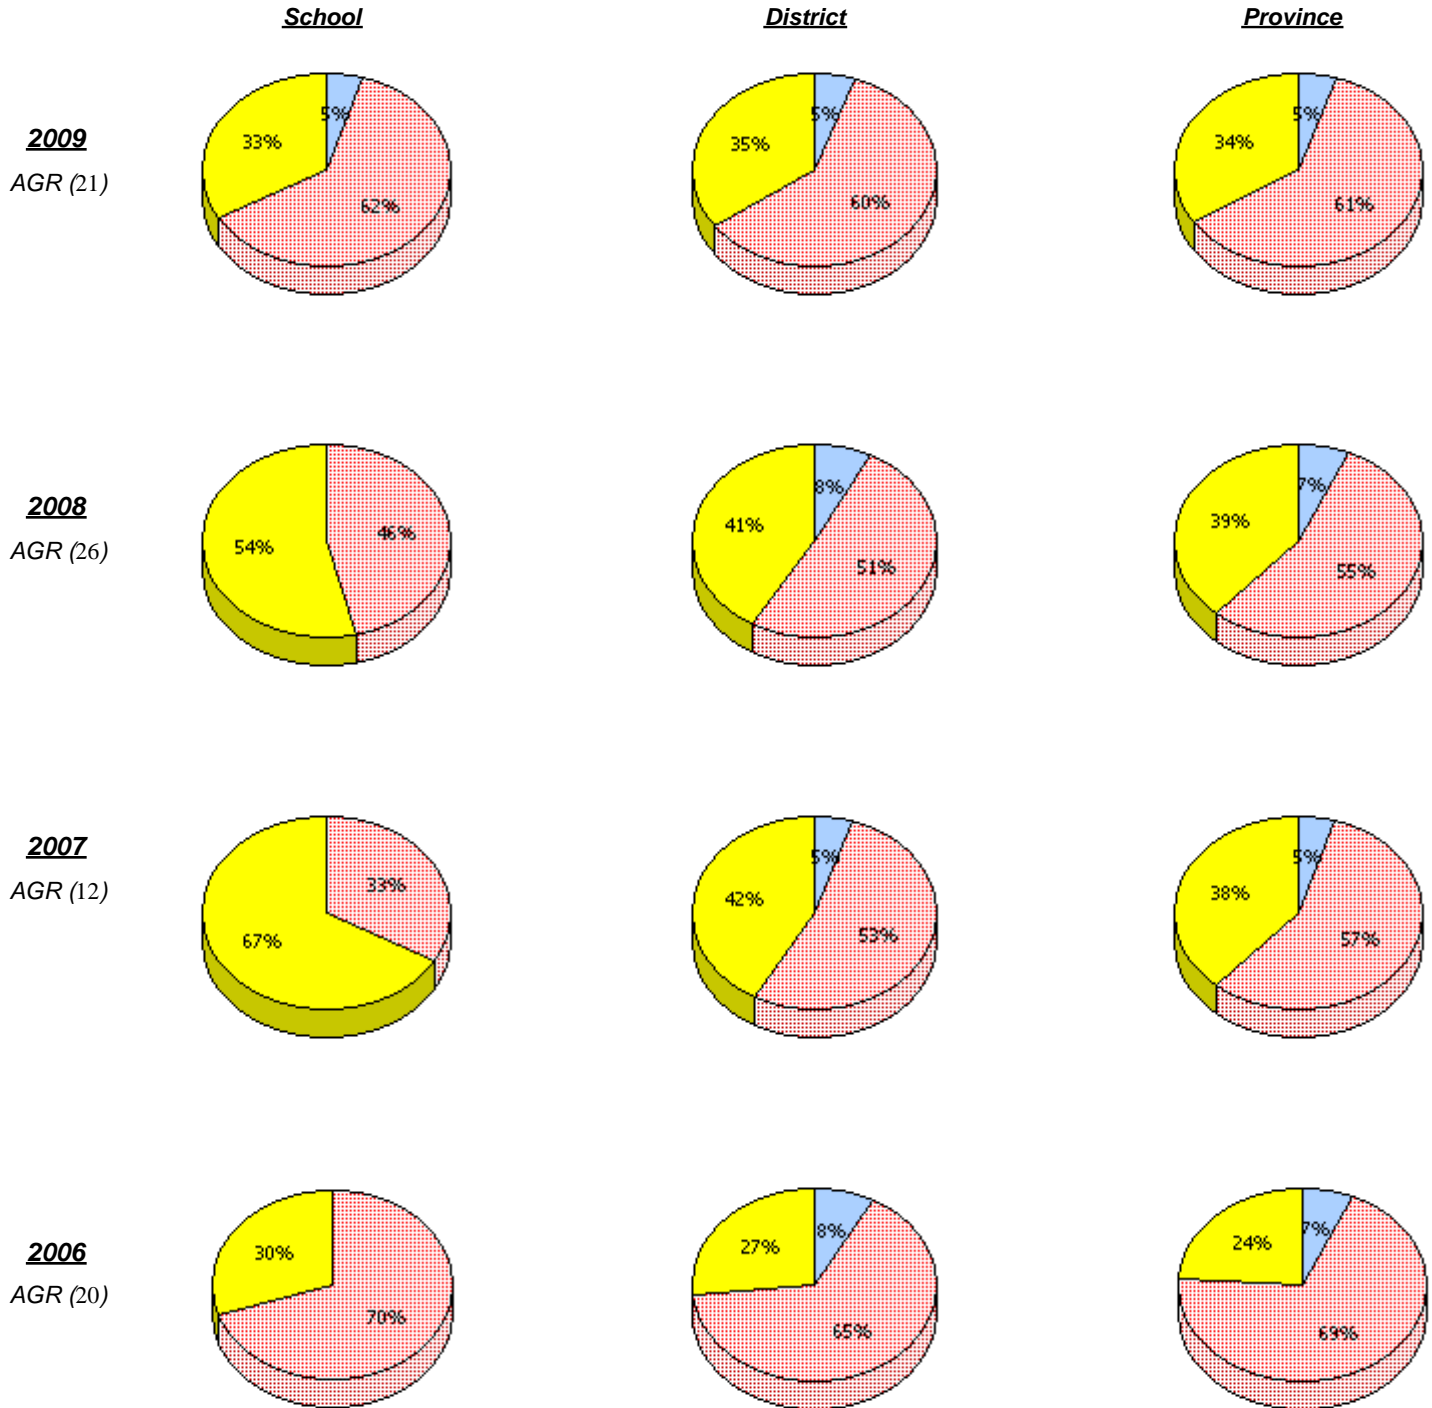 School District Province
2009
AGR (21)
33% 5% 62%
35% 5% 60%
34% 5% 61%
2008
AGR (26)
54% 46%
41% 8% 51%
39% 7% 55%
2007
AGR (12)
67% 33%
42% 5% 53%
38% 5% 57%
2006
AGR (20)
30% 70%
27% 8% 65%
24% 7% 69%